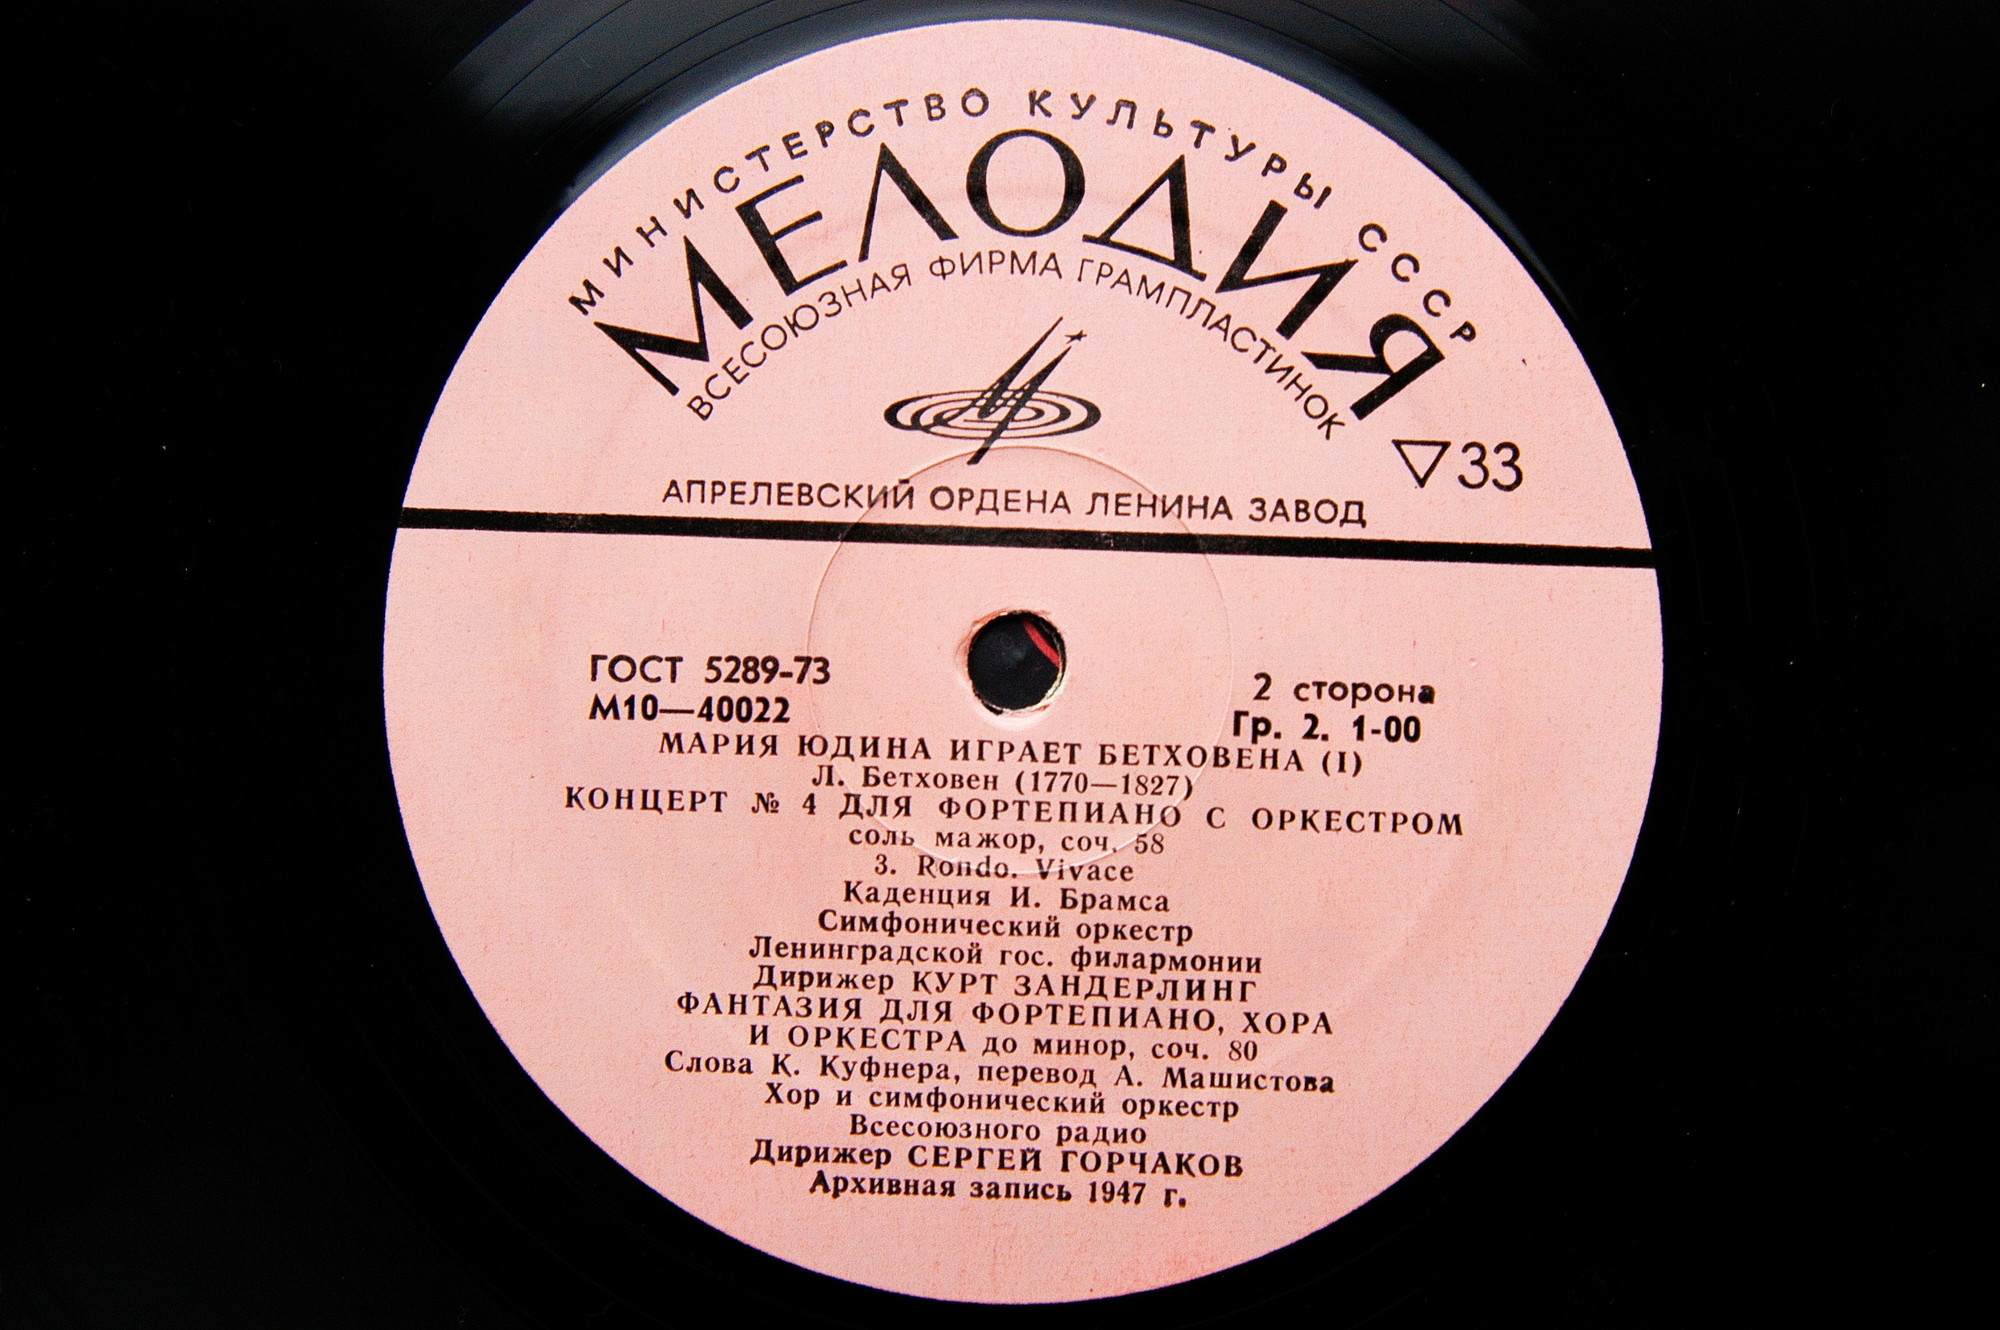 МИНИСТЕРСТВО КУЛЬТУРЫ СССР
МЕЛОДИЯ
ВСЕСОЮЗНАЯ ФИРМА ГРАМПЛАСТИНОК
▽33
АПРЕЛЕВСКИЙ ОРДЕНА ЛЕНИНА ЗАВОД
ГОСТ 5289-73
М10—40022
2 сторона
Гр. 2. 1-00
МАРИЯ ЮДИНА ИГРАЕТ БЕТХОВЕНА (I)
Л. Бетховен (1770—1827)
КОНЦЕРТ № 4 ДЛЯ ФОРТЕПИАНО С ОРКЕСТРОМ
соль мажор, соч. 58
3. Rondo. Vivace
Каденция И. Брамса
Симфонический оркестр
Ленинградской гос. филармонии
Дирижер КУРТ ЗАНДЕРЛИНГ
ФАНТАЗИЯ ДЛЯ ФОРТЕПИАНО, ХОРА
И ОРКЕСТРА до минор, соч. 80
Слова К. Куфнера, перевод А. Машистова
Хор и симфонический оркестр
Всесоюзного радио
Дирижер СЕРГЕЙ ГОРЧАКОВ
Архивная запись 1947 г.